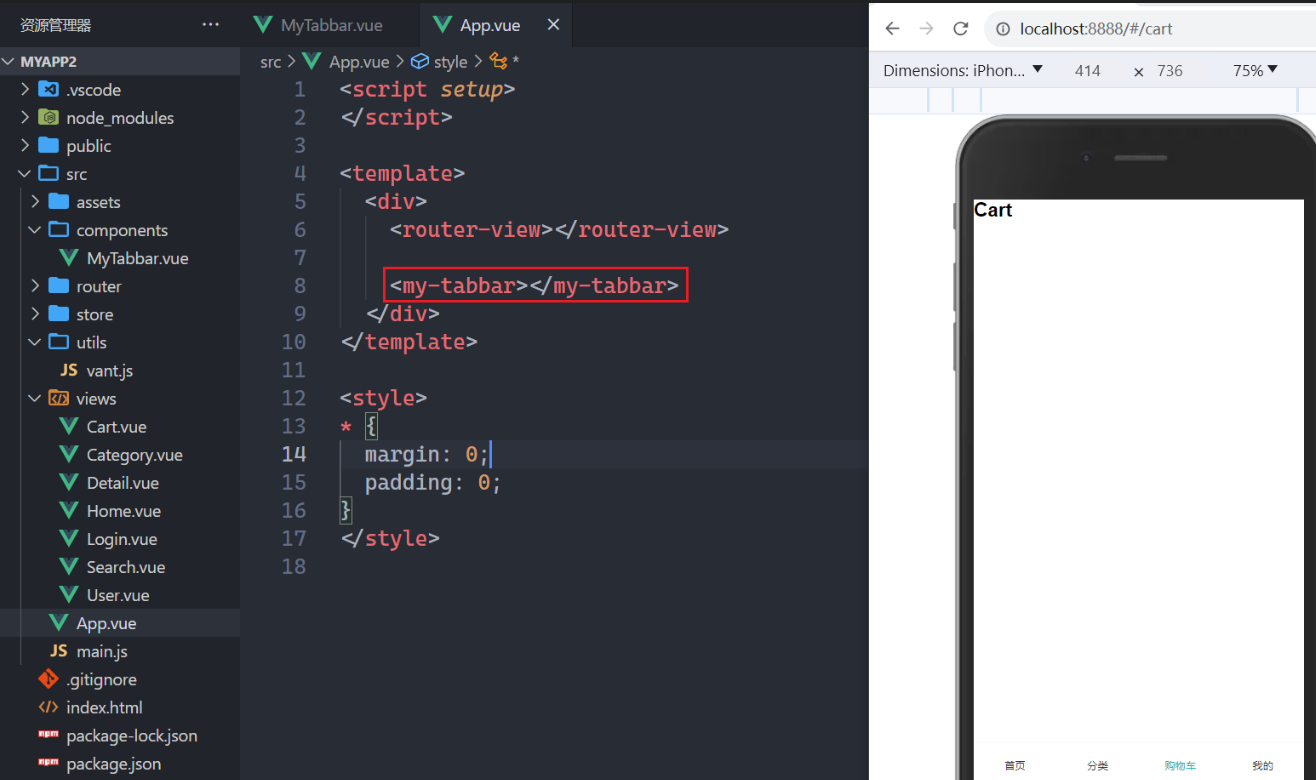 资源管理器 ···
MYAPP2
.vscode
node_modules
public
src
assets
components
MyTabbar.vue
router
store
utils
JS vant.js
views
Cart.vue
Category.vue
Detail.vue
Home.vue
Login.vue
Search.vue
User.vue
App.vue
JS main.js
.gitignore
index.html
npm package-lock.json
npm package.json
MyTabbar.vue App.vue ×
src > App.vue > style > *
1 <script setup>
2 </script>
3
4 <template>
5 <div>
6 <router-view></router-view>
7
8 <my-tabbar></my-tabbar>
9 </div>
10 </template>
11
12 <style>
13 * {
14 margin: 0;
15 padding: 0;
16 }
17 </style>
18
localhost:8888/#/cart
Dimensions: iPhon... ▼ 414 × 736 75% ▼
Cart
首页 分类 购物车 我的